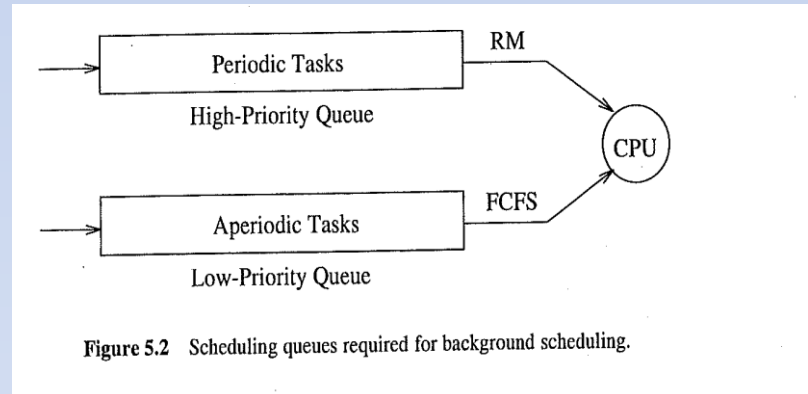 RM
Periodic Tasks
High-Priority Queue
CPU
FCFS
Aperiodic Tasks
Low-Priority Queue
Figure 5.2 Scheduling queues required for background scheduling.